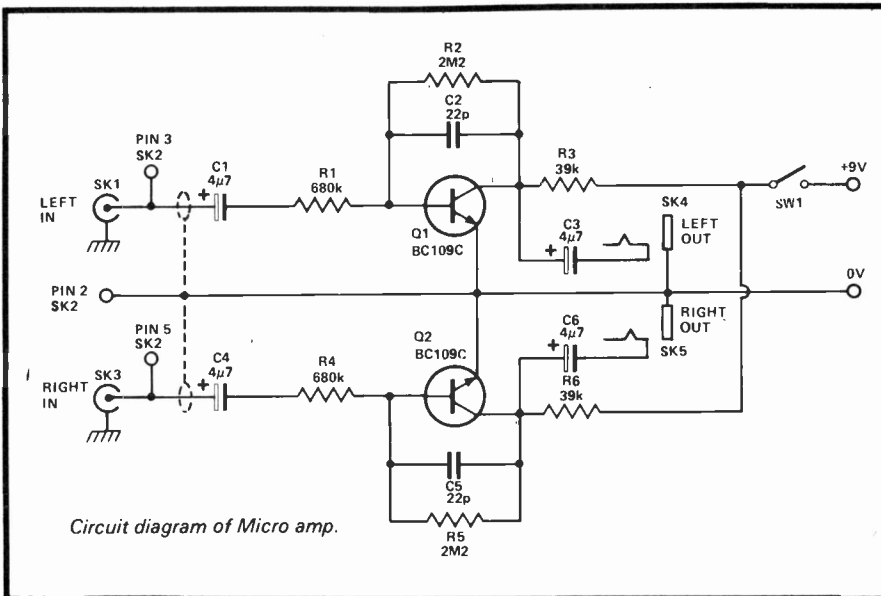 R2
2M2
C2
22p
PIN 3
SK2
C1
4µ7
+
R1
680k
R3
39k
+9V
SK1
LEFT
IN
SW1
SK4
LEFT
OUT
Q1
BC109C
C3
4µ7
+
PIN 2
SK2
0V
RIGHT
OUT
SK5
Q2
BC109C
C6
4µ7
+
PIN 5
SK2
C4
4µ7
+
R4
680k
R6
39k
SK3
RIGHT
IN
C5
22p
R5
2M2
Circuit diagram of Micro amp.